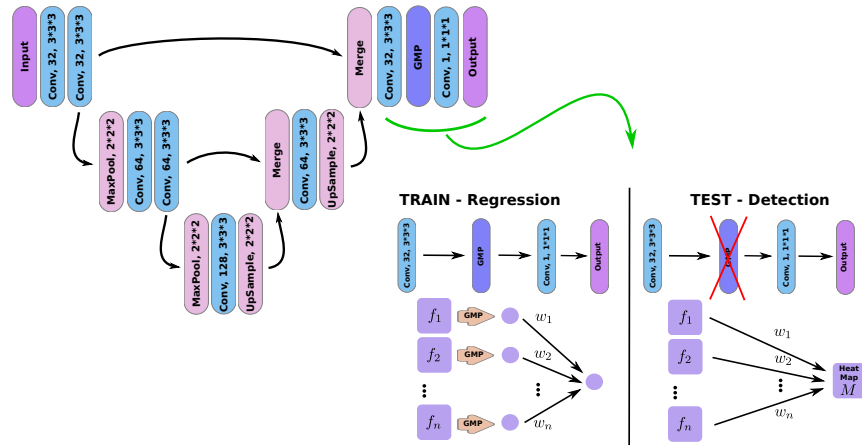 Input
Conv, 32, 3*3*3
Conv, 32, 3*3*3
MaxPool, 2*2*2
Conv, 64, 3*3*3
Conv, 64, 3*3*3
MaxPool, 2*2*2
Conv, 128, 3*3*3
UpSample, 2*2*2
Merge
Conv, 64, 3*3*3
UpSample, 2*2*2
Merge
Conv, 32, 3*3*3
GMP
Conv, 1, 1*1*1
Output
TRAIN - Regression
Conv, 32, 3*3*3
GMP
Conv, 1, 1*1*1
Output
f1 GMP w1
f2 GMP w2
fn GMP wn
TEST - Detection
Conv, 32, 3*3*3
GMP
Conv, 1, 1*1*1
Output
f1 w1
f2 w2
fn wn
Heat
Map
M